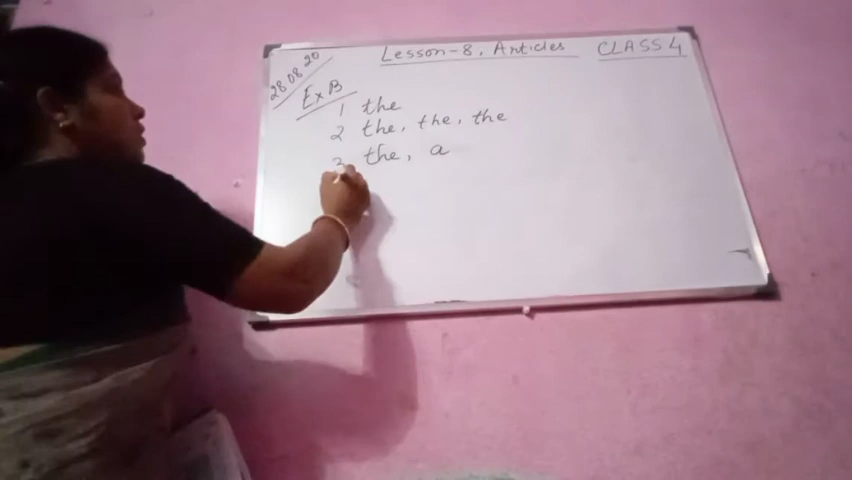 28.08.20
Lesson-8, Articles CLASS 4
Ex B
1 the
2 the, the, the
3 the, a